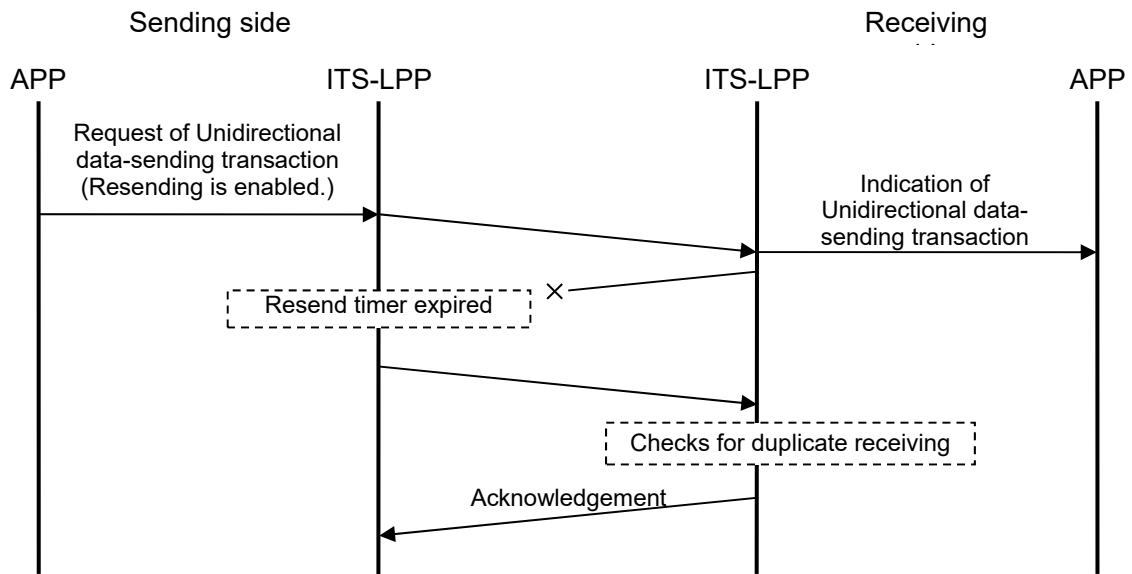 Sending side
Receiving
APP
ITS-LPP
ITS-LPP
APP
Request of Unidirectional
data-sending transaction
(Resending is enabled.)
Indication of
Unidirectional data-
sending transaction
Resend timer expired
Checks for duplicate receiving
Acknowledgement